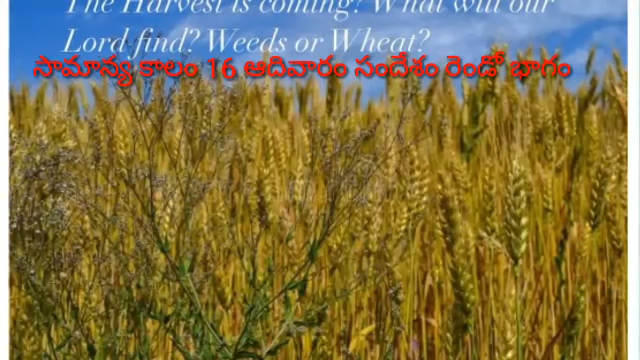 The Harvest is coming! What will our
Lord find? Weeds or Wheat?
సామాన్య కాలం 16 ఆదివారం సందేశం రెండో భాగం